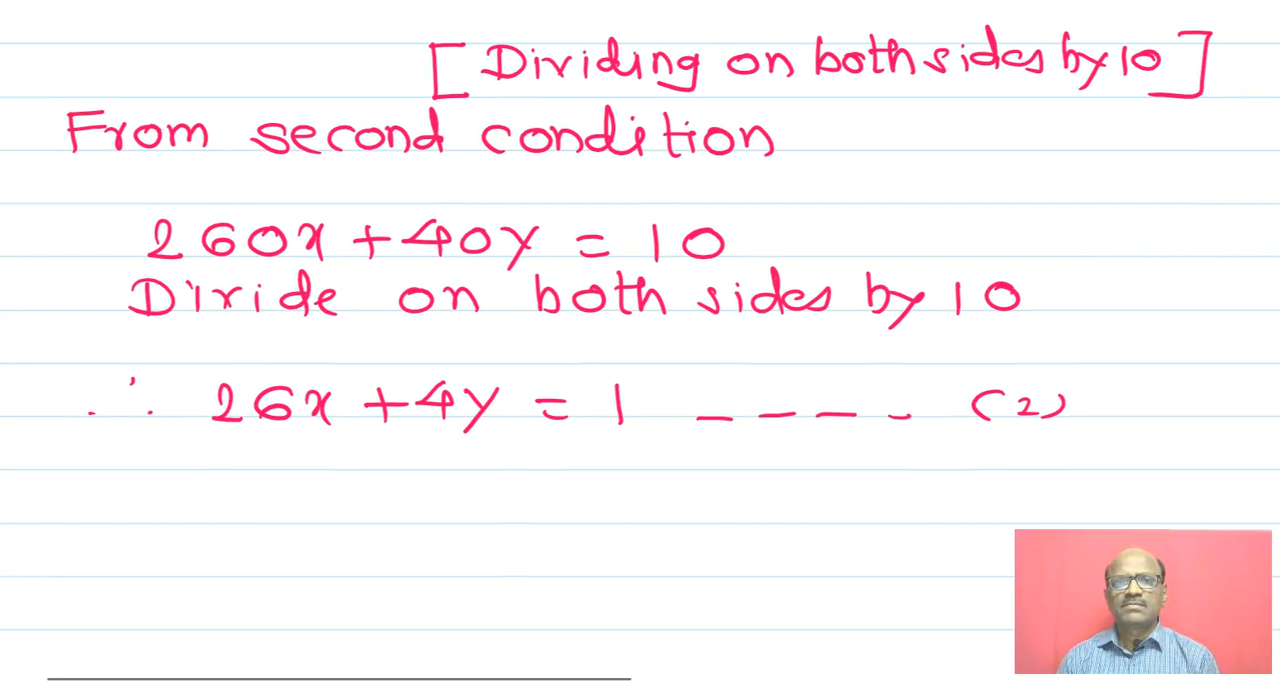 [Dividing on both sides by 10]
From second condition
260x + 40y = 10
Divide on both sides by 10
∴ 26x + 4y = 1 ---- (2)